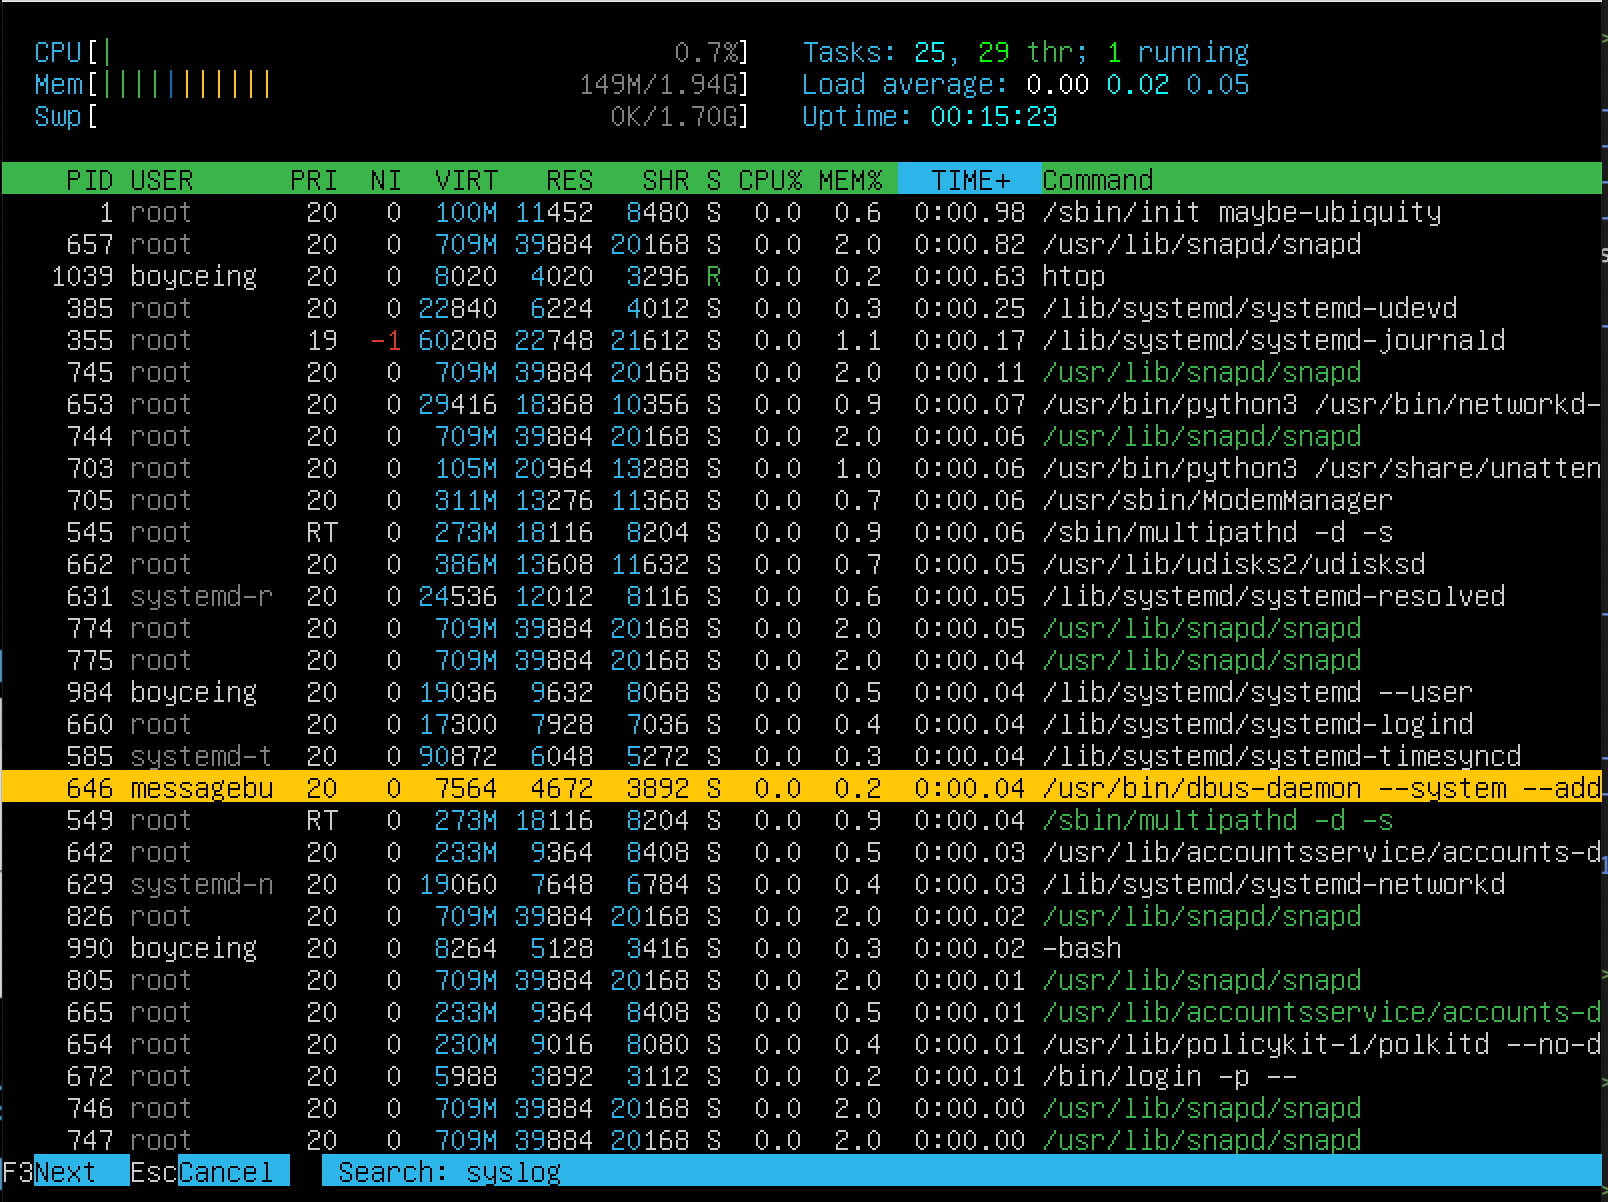 CPU[| 0.7%] Tasks: 25, 29 thr; 1 running
Mem[||||||||||| 149M/1.94G] Load average: 0.00 0.02 0.05
Swp[ 0K/1.70G] Uptime: 00:15:23
PID USER PRI NI VIRT RES SHR S CPU% MEM% TIME+ Command
1 root 20 0 100M 11452 8480 S 0.0 0.6 0:00.98 /sbin/init maybe-ubiquity
657 root 20 0 709M 39884 20168 S 0.0 2.0 0:00.82 /usr/lib/snapd/snapd
1039 boyceing 20 0 8020 4020 3296 R 0.0 0.2 0:00.63 htop
385 root 20 0 22840 6224 4012 S 0.0 0.3 0:00.25 /lib/systemd/systemd-udevd
355 root 19 -1 60208 22748 21612 S 0.0 1.1 0:00.17 /lib/systemd/systemd-journald
745 root 20 0 709M 39884 20168 S 0.0 2.0 0:00.11 /usr/lib/snapd/snapd
653 root 20 0 29416 18368 10356 S 0.0 0.9 0:00.07 /usr/bin/python3 /usr/bin/networkd-
744 root 20 0 709M 39884 20168 S 0.0 2.0 0:00.06 /usr/lib/snapd/snapd
703 root 20 0 105M 20964 13288 S 0.0 1.0 0:00.06 /usr/bin/python3 /usr/share/unatten
705 root 20 0 311M 13276 11368 S 0.0 0.7 0:00.06 /usr/sbin/ModemManager
545 root RT 0 273M 18116 8204 S 0.0 0.9 0:00.06 /sbin/multipathd -d -s
662 root 20 0 386M 13608 11632 S 0.0 0.7 0:00.05 /usr/lib/udisks2/udisksd
631 systemd-r 20 0 24536 12012 8116 S 0.0 0.6 0:00.05 /lib/systemd/systemd-resolved
774 root 20 0 709M 39884 20168 S 0.0 2.0 0:00.05 /usr/lib/snapd/snapd
775 root 20 0 709M 39884 20168 S 0.0 2.0 0:00.04 /usr/lib/snapd/snapd
984 boyceing 20 0 19036 9632 8068 S 0.0 0.5 0:00.04 /lib/systemd/systemd --user
660 root 20 0 17300 7928 7036 S 0.0 0.4 0:00.04 /lib/systemd/systemd-logind
585 systemd-t 20 0 90872 6048 5272 S 0.0 0.3 0:00.04 /lib/systemd/systemd-timesyncd
646 messagebu 20 0 7564 4672 3892 S 0.0 0.2 0:00.04 /usr/bin/dbus-daemon --system --add
549 root RT 0 273M 18116 8204 S 0.0 0.9 0:00.04 /sbin/multipathd -d -s
642 root 20 0 233M 9364 8408 S 0.0 0.5 0:00.03 /usr/lib/accountsservice/accounts-d
629 systemd-n 20 0 19060 7648 6784 S 0.0 0.4 0:00.03 /lib/systemd/systemd-networkd
826 root 20 0 709M 39884 20168 S 0.0 2.0 0:00.02 /usr/lib/snapd/snapd
990 boyceing 20 0 8264 5128 3416 S 0.0 0.3 0:00.02 -bash
805 root 20 0 709M 39884 20168 S 0.0 2.0 0:00.01 /usr/lib/snapd/snapd
665 root 20 0 233M 9364 8408 S 0.0 0.5 0:00.01 /usr/lib/accountsservice/accounts-d
654 root 20 0 230M 9016 8080 S 0.0 0.4 0:00.01 /usr/lib/policykit-1/polkitd --no-d
672 root 20 0 5988 3892 3112 S 0.0 0.2 0:00.01 /bin/login -p --
746 root 20 0 709M 39884 20168 S 0.0 2.0 0:00.00 /usr/lib/snapd/snapd
747 root 20 0 709M 39884 20168 S 0.0 2.0 0:00.00 /usr/lib/snapd/snapd
F3Next EscCancel Search: syslog